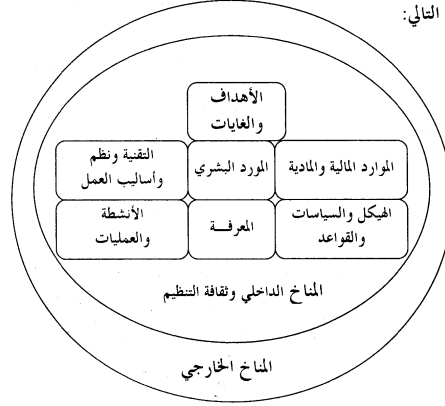 التالي:
الأهداف
والغايات
الموارد المالية والمادية
المورد البشري
التقنية ونظم
وأساليب العمل
الهيكل والسياسات
والقواعد
المعرفــة
الأنشطة
والعمليات
المناخ الداخلي وثقافة التنظيم
المناخ الخارجي